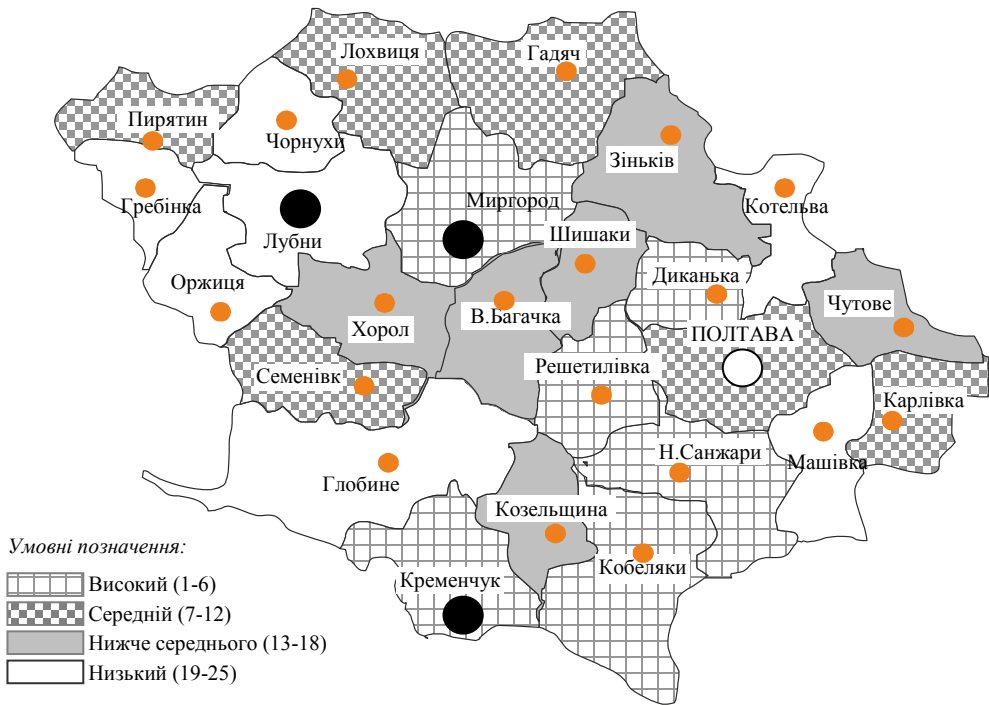 Лохвиця
Гадяч
Пирятин
Чорнухи
Зіньків
Гребінка
Миргород
Котельва
Лубни
Шишаки
Оржиця
Диканька
Чутове
Хорол
В.Багачка
ПОЛТАВА
Семенівк
Решетилівка
Карлівка
Н.Санжари
Машівка
Глобине
Козельщина
Кобеляки
Кременчук
Умовні позначення:
Високий (1-6)
Середній (7-12)
Нижче середнього (13-18)
Низький (19-25)